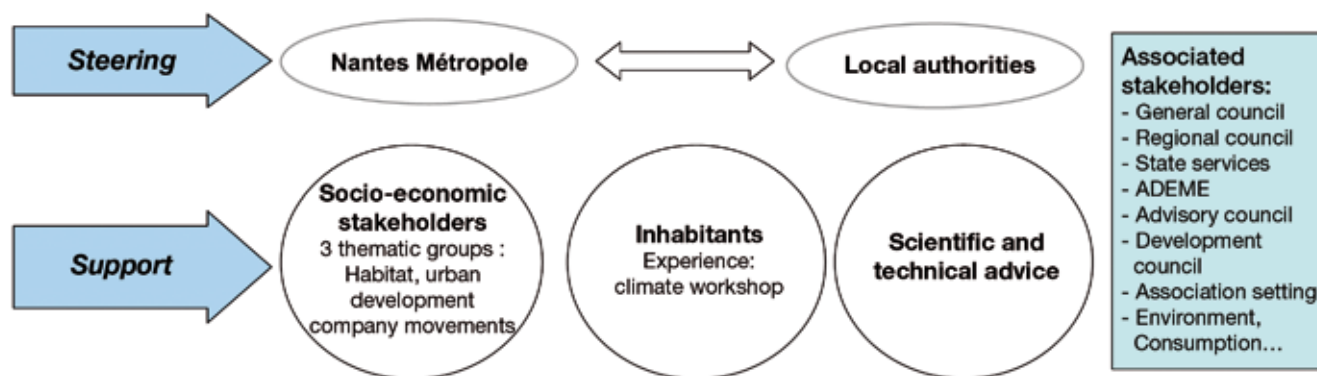 Steering
Nantes Métropole
Local authorities
Support
Socio-economic
stakeholders
3 thematic groups :
Habitat, urban
development
company movements
Inhabitants
Experience:
climate workshop
Scientific and
technical advice
Associated
stakeholders:
- General council
- Regional council
- State services
- ADEME
- Advisory council
- Development
council
- Association setting
- Environment,
Consumption...